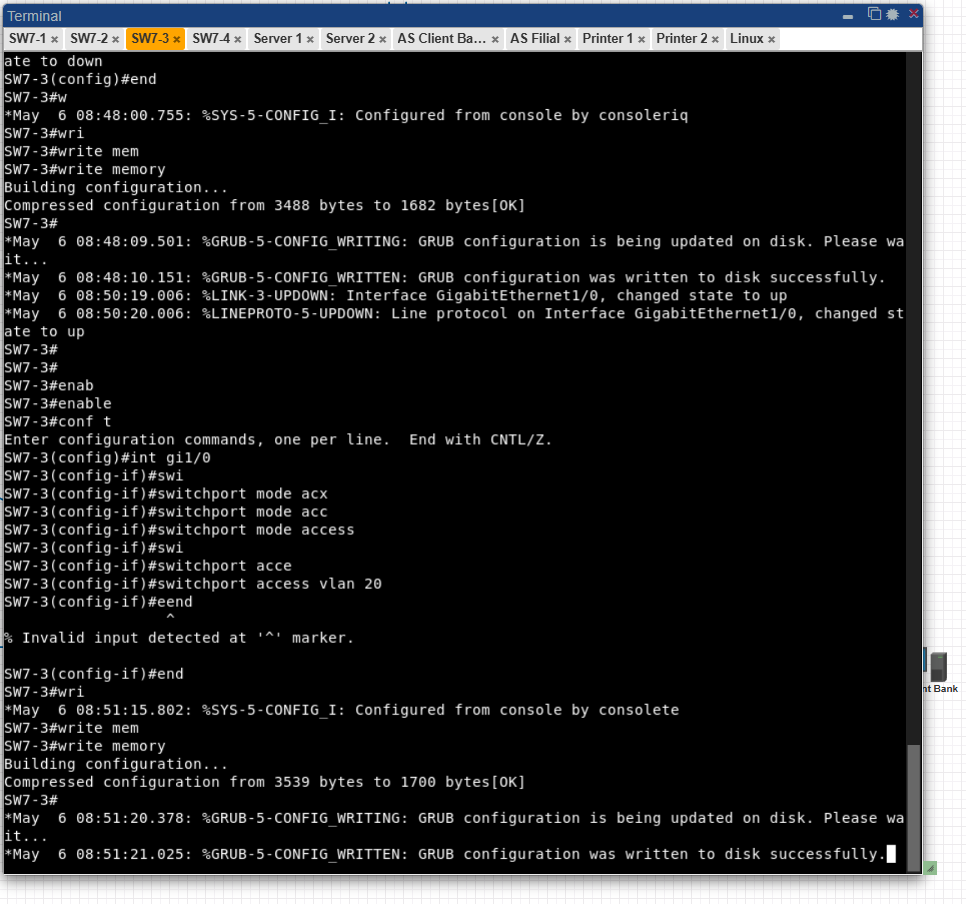 Terminal
SW7-1 × SW7-2 × SW7-3 × SW7-4 × Server 1 × Server 2 × AS Client Ba... × AS Filial × Printer 1 × Printer 2 × Linux ×
ate to down
SW7-3(config)#end
SW7-3#w
*May  6 08:48:00.755: %SYS-5-CONFIG_I: Configured from console by consoleriq
SW7-3#wri
SW7-3#write mem
SW7-3#write memory
Building configuration...
Compressed configuration from 3488 bytes to 1682 bytes[OK]
SW7-3#
*May  6 08:48:09.501: %GRUB-5-CONFIG_WRITING: GRUB configuration is being updated on disk. Please wa
it...
*May  6 08:48:10.151: %GRUB-5-CONFIG_WRITTEN: GRUB configuration was written to disk successfully.
*May  6 08:50:19.006: %LINK-3-UPDOWN: Interface GigabitEthernet1/0, changed state to up
*May  6 08:50:20.006: %LINEPROTO-5-UPDOWN: Line protocol on Interface GigabitEthernet1/0, changed st
ate to up
SW7-3#
SW7-3#
SW7-3#enab
SW7-3#enable
SW7-3#conf t
Enter configuration commands, one per line.  End with CNTL/Z.
SW7-3(config)#int gi1/0
SW7-3(config-if)#swi
SW7-3(config-if)#switchport mode acx
SW7-3(config-if)#switchport mode acc
SW7-3(config-if)#switchport mode access
SW7-3(config-if)#swi
SW7-3(config-if)#switchport acce
SW7-3(config-if)#switchport access vlan 20
SW7-3(config-if)#eend
^
% Invalid input detected at '^' marker.
SW7-3(config-if)#end
SW7-3#wri
*May  6 08:51:15.802: %SYS-5-CONFIG_I: Configured from console by consolete
SW7-3#write mem
SW7-3#write memory
Building configuration...
Compressed configuration from 3539 bytes to 1700 bytes[OK]
SW7-3#
*May  6 08:51:20.378: %GRUB-5-CONFIG_WRITING: GRUB configuration is being updated on disk. Please wa
it...
*May  6 08:51:21.025: %GRUB-5-CONFIG_WRITTEN: GRUB configuration was written to disk successfully.
nt Bank